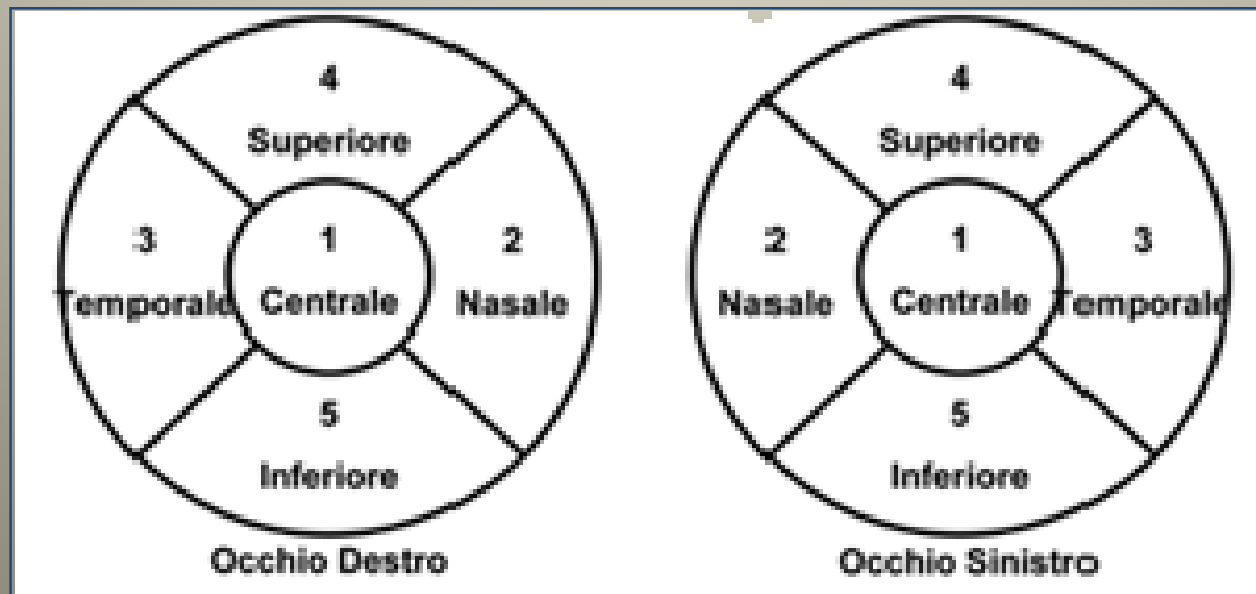 4
Superiore
3
Temporale
1
Centrale
2
Nasale
5
Inferiore
Occhio Destro
4
Superiore
2
Nasale
1
Centrale
3
Temporale
5
Inferiore
Occhio Sinistro